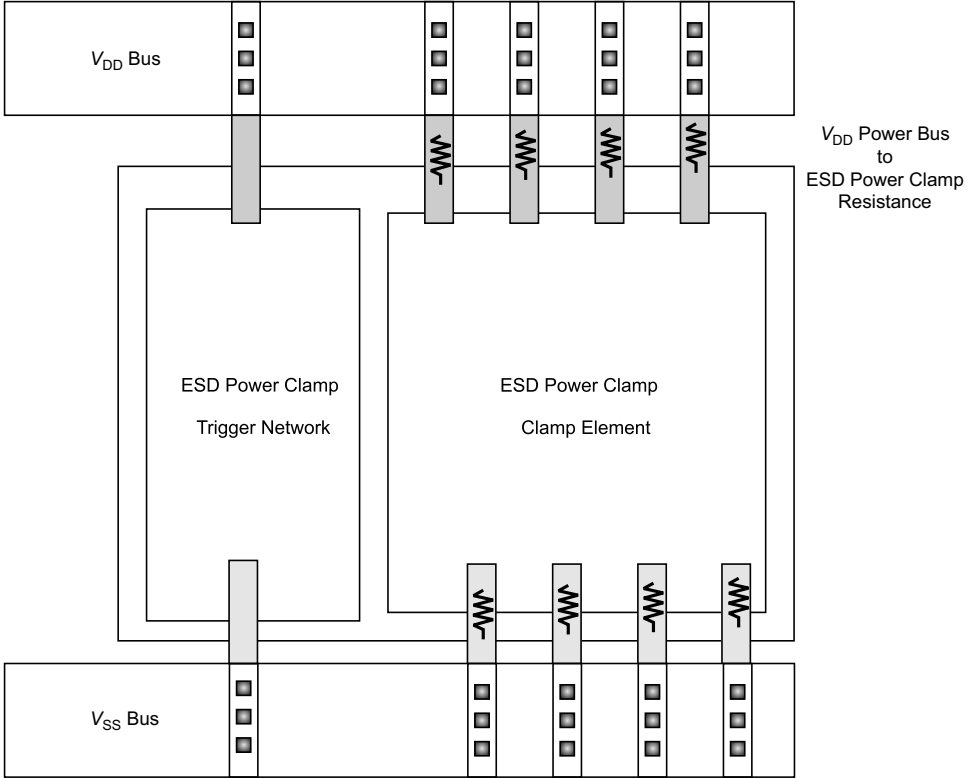 VDD Bus
VDD Power Bus
to
ESD Power Clamp
Resistance
ESD Power Clamp
Trigger Network
ESD Power Clamp
Clamp Element
VSS Bus